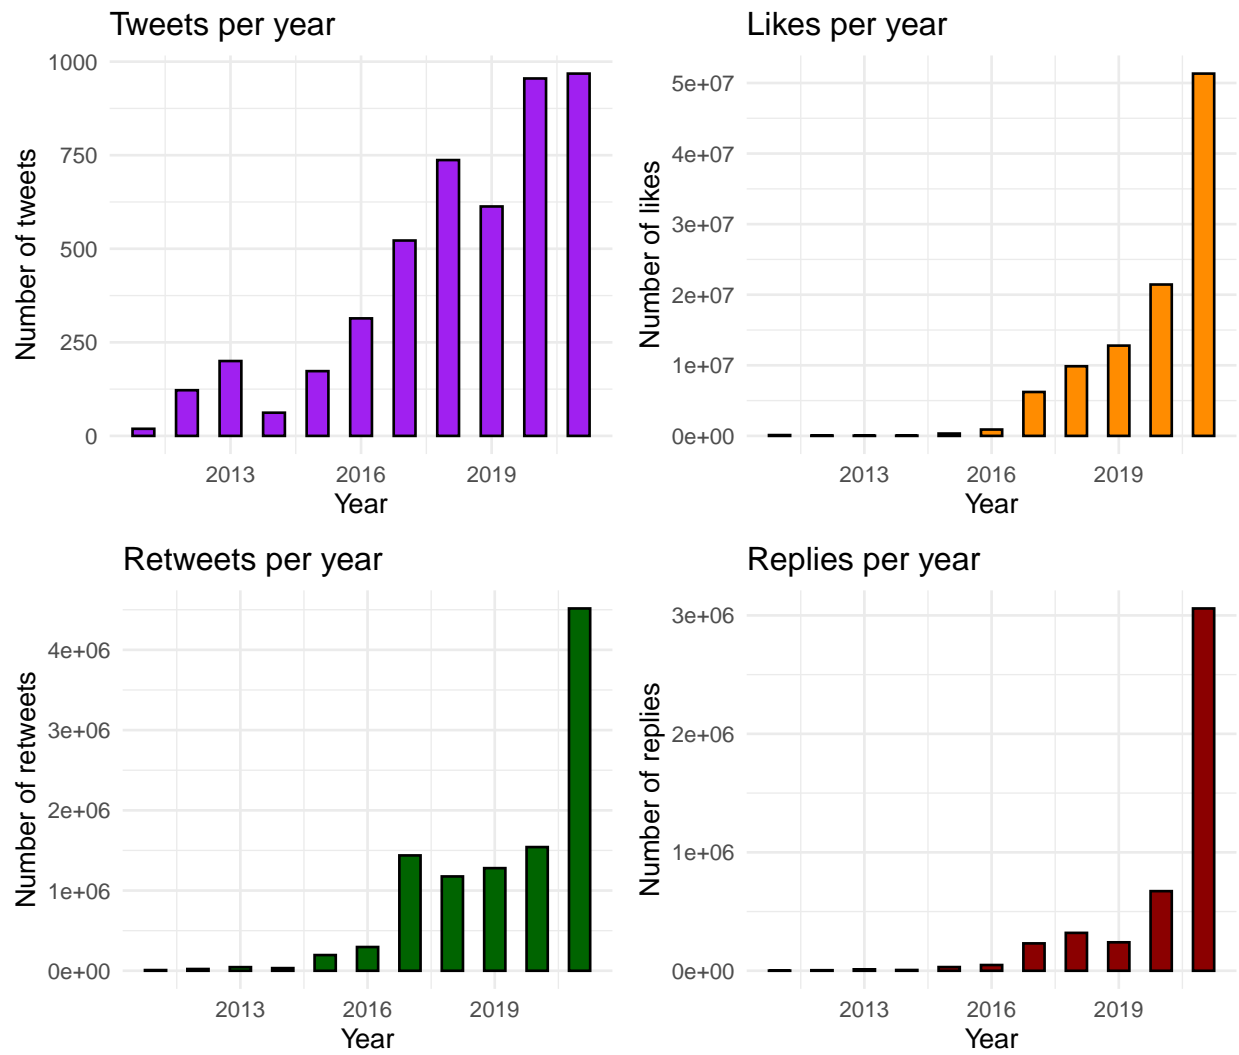 Tweets per year
Number of tweets
1000
750
500
250
0
2013 2016 2019
Year
Likes per year
Number of likes
5e+07
4e+07
3e+07
2e+07
1e+07
0e+00
2013 2016 2019
Year
Retweets per year
Number of retweets
4e+06
3e+06
2e+06
1e+06
0e+00
2013 2016 2019
Year
Replies per year
Number of replies
3e+06
2e+06
1e+06
0e+00
2013 2016 2019
Year